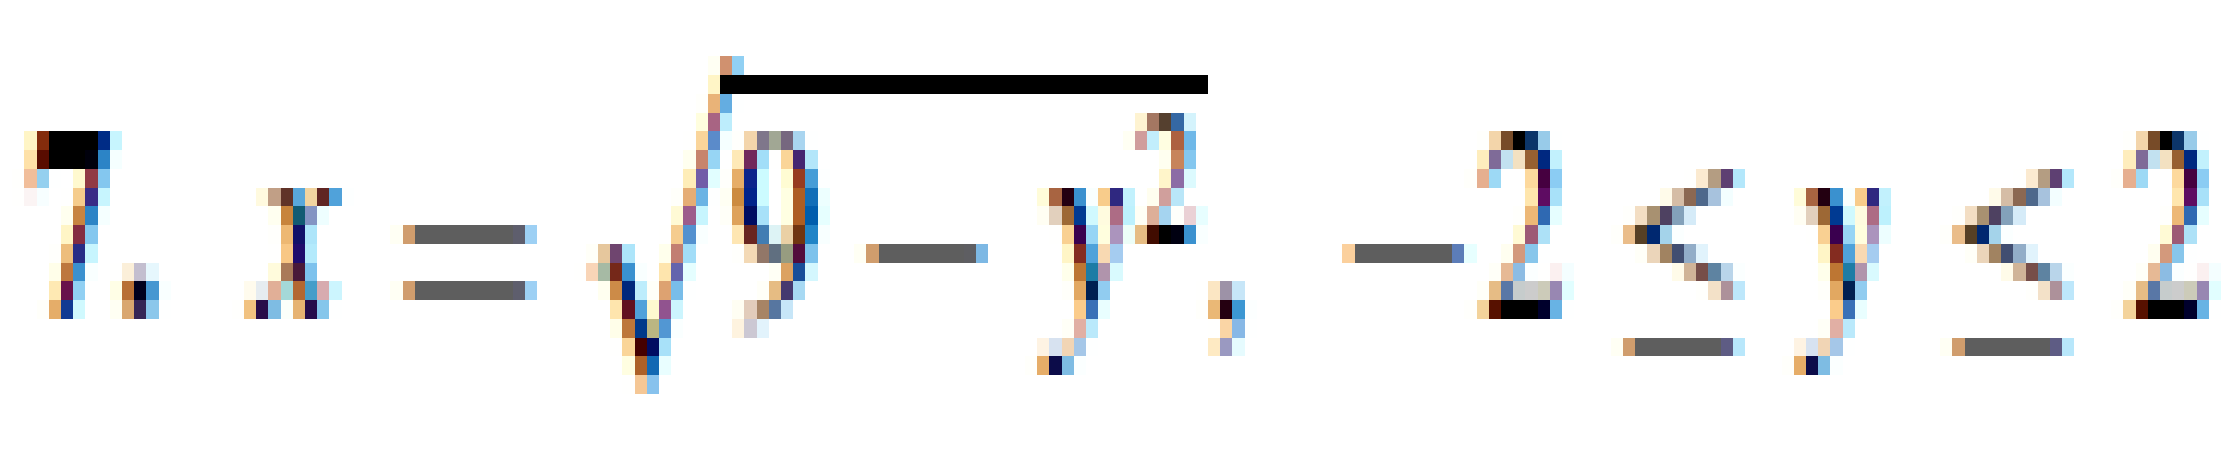 7. x = √(9 − y²), −2 ≤ y ≤ 2